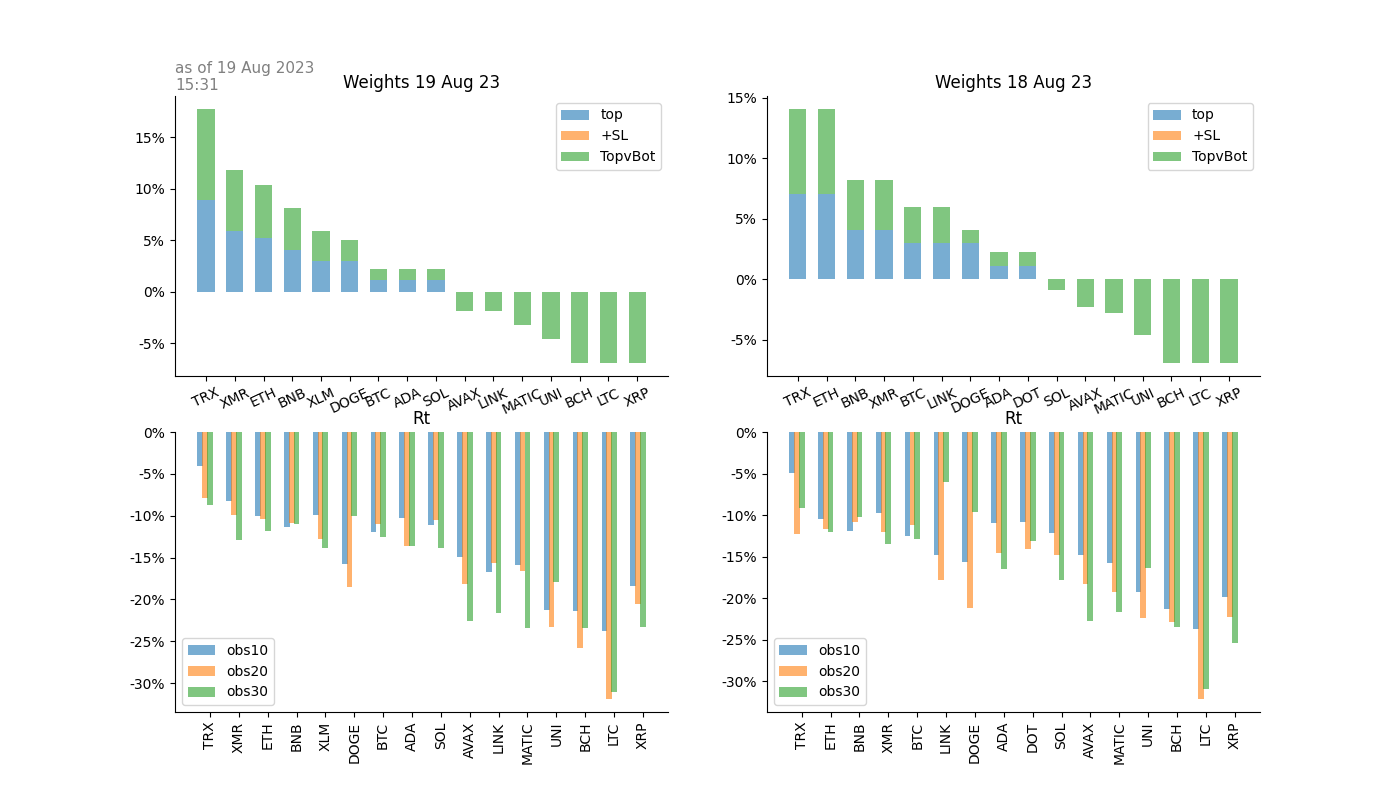 as of 19 Aug 2023
15:31
Weights 19 Aug 23
15%
10%
5%
0%
-5%
top
+SL
TopvBot
TRX XMR ETH BNB XLM DOGE BTC ADA SOL AVAX LINK MATIC UNI BCH LTC XRP
Weights 18 Aug 23
15%
10%
5%
0%
-5%
top
+SL
TopvBot
TRX ETH BNB XMR BTC LINK DOGE ADA DOT SOL AVAX MATIC UNI BCH LTC XRP
Rt
0%
-5%
-10%
-15%
-20%
-25%
-30%
obs10
obs20
obs30
TRX XMR ETH BNB XLM DOGE BTC ADA SOL AVAX LINK MATIC UNI BCH LTC XRP
Rt
0%
-5%
-10%
-15%
-20%
-25%
-30%
obs10
obs20
obs30
TRX ETH BNB XMR BTC LINK DOGE ADA DOT SOL AVAX MATIC UNI BCH LTC XRP